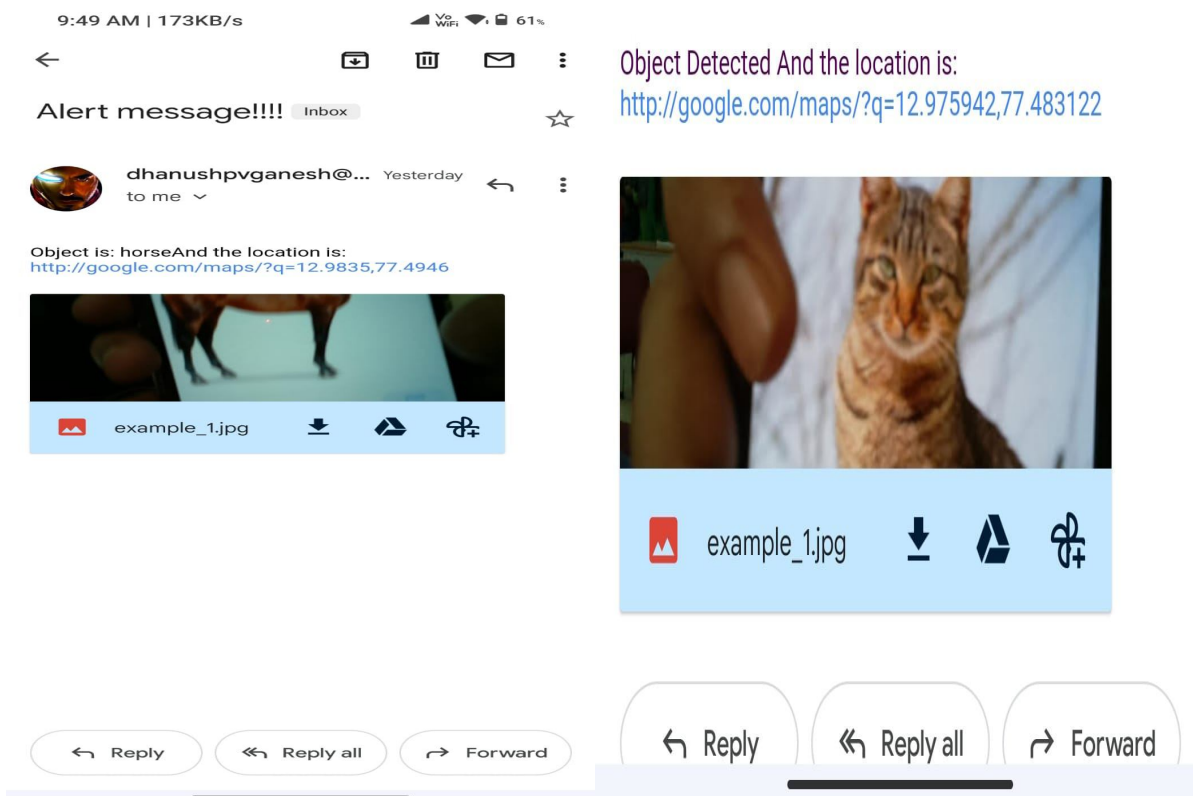 9:49 AM | 173KB/s
Vo
WiFi
61%
Alert message!!!! Inbox
dhanushpvganesh@... Yesterday
to me
Object is: horseAnd the location is:
http://google.com/maps/?q=12.9835,77.4946
example_1.jpg
Reply
Reply all
Forward
Object Detected And the location is:
http://google.com/maps/?q=12.975942,77.483122
example_1.jpg
Reply
Reply all
Forward